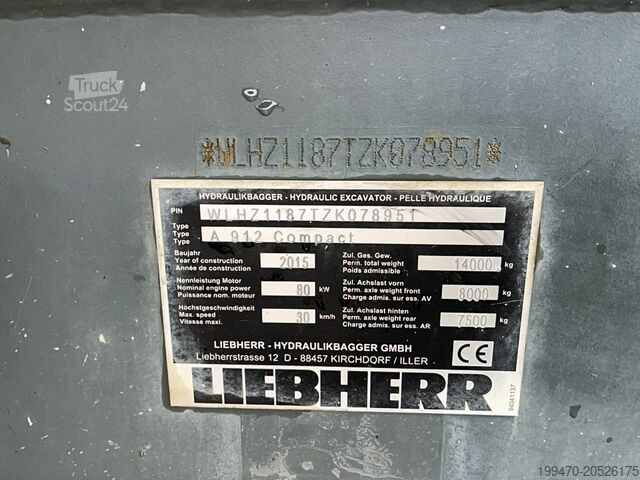 Truck
Scout24
*WLHZ1187TZK078951*
HYDRAULIKBAGGER - HYDRAULIC EXCAVATOR - PELLE HYDRAULIQUE
PIN WLHZ1187TZK078951
Type
Type A 912 Compact
Type
Baujahr
Year of construction 2015
Année de construction
Zul. Ges. Gew.
Perm. total weight 14000 kg
Poids admissible
Nennleistung Motor
Nominal engine power 80 kW
Puissance nom. moteur
Zul. Achslast vorn
Perm. axle weight front 8000 kg
Charge admis. sur ess. AV
Höchstgeschwindigkeit
Max. speed 30 km/h
Vitesse maxi.
Zul. Achslast hinten
Perm. axle weight rear 7500 kg
Charge admis. sur ess. AR
LIEBHERR - HYDRAULIKBAGGER GMBH
Liebherrstrasse 12 D - 88457 KIRCHDORF / ILLER
CE
LIEBHERR
94041137
199470-20526175